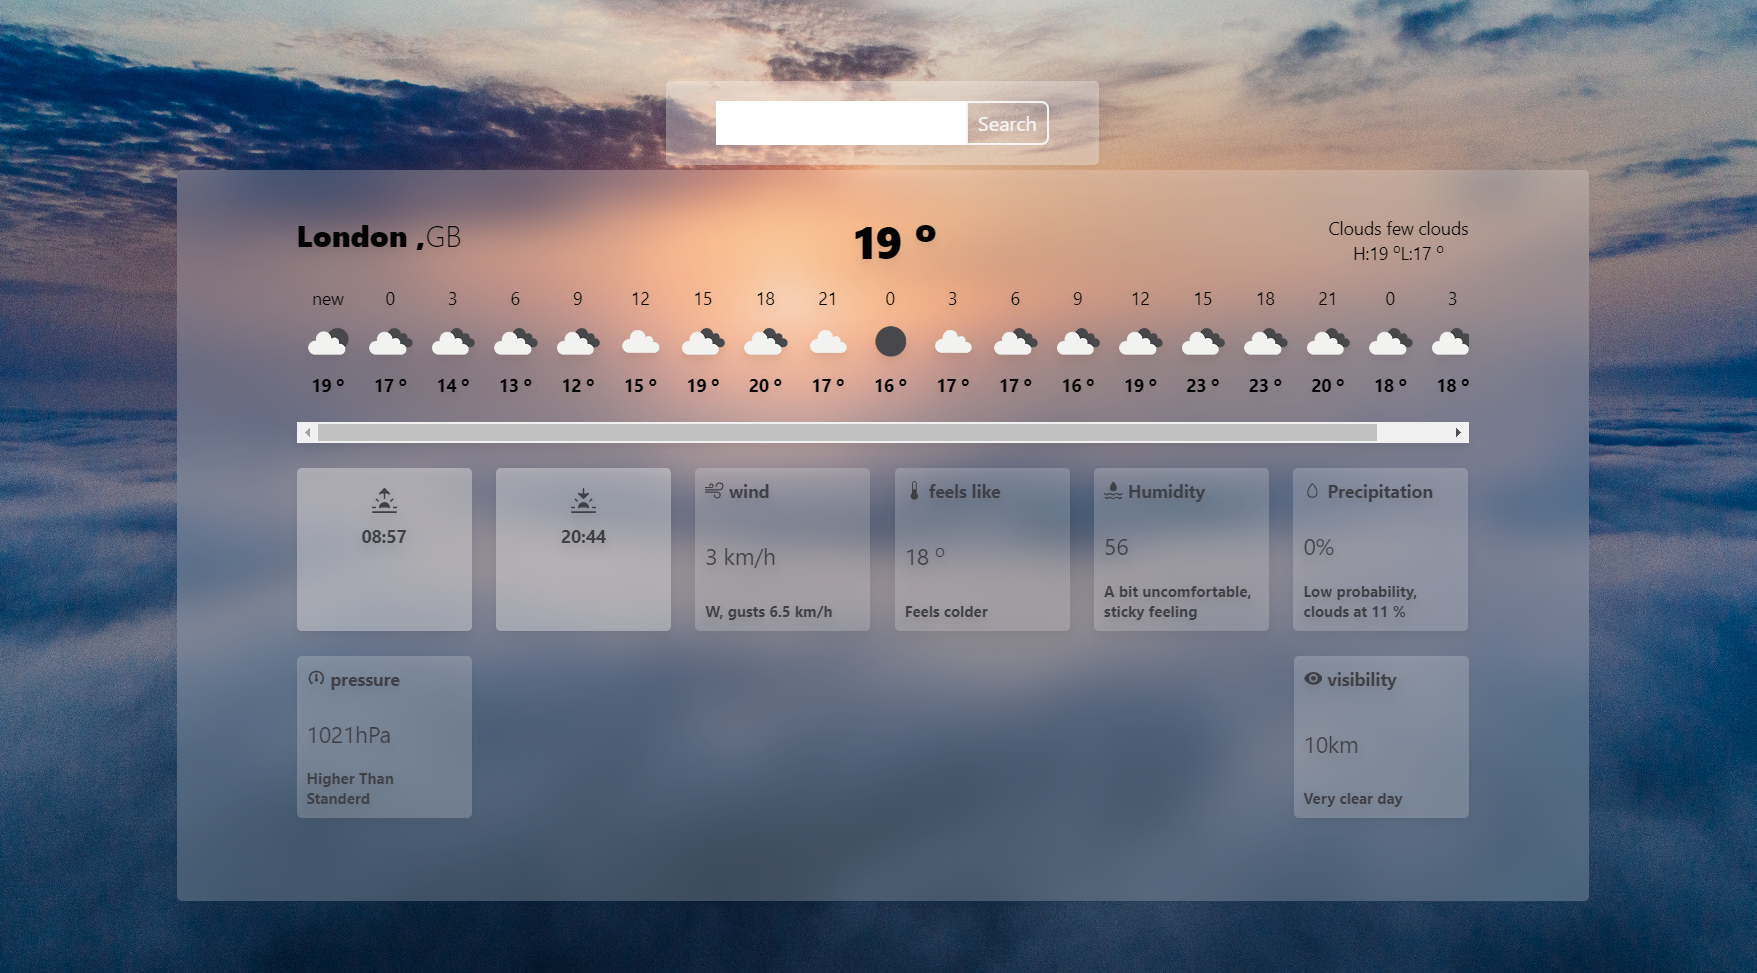 Search
London ,GB
19 º
Clouds few clouds
H:19 ºL:17 º
new 0 3 6 9 12 15 18 21 0 3 6 9 12 15 18 21 0 3
19 º 17 º 14 º 13 º 12 º 15 º 19 º 20 º 17 º 16 º 17 º 17 º 16 º 19 º 23 º 23 º 20 º 18 º 18 º
08:57
20:44
wind
3 km/h
W, gusts 6.5 km/h
feels like
18 º
Feels colder
Humidity
56
A bit uncomfortable,
sticky feeling
Precipitation
0%
Low probability,
clouds at 11 %
pressure
1021hPa
Higher Than
Standerd
visibility
10km
Very clear day